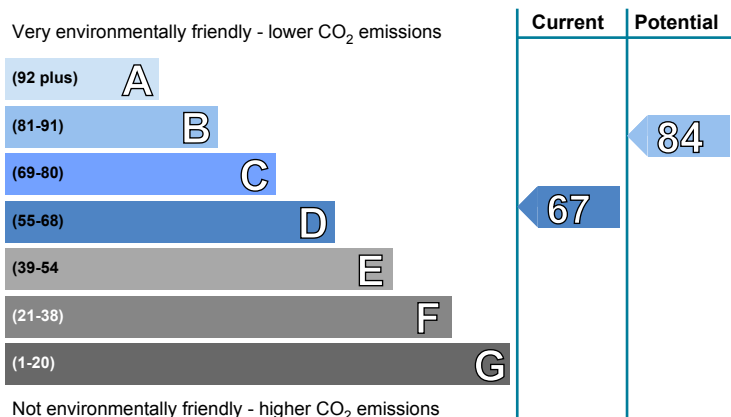 Very environmentally friendly - lower CO₂ emissions
Current Potential
(92 plus) A
(81-91) B
84
(69-80) C
(55-68) D
67
(39-54 E
(21-38) F
(1-20) G
Not environmentally friendly - higher CO₂ emissions